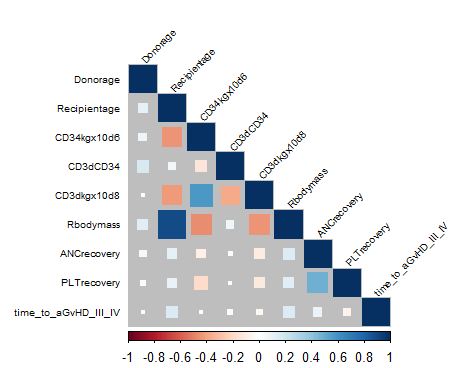 Donorage
Recipientage
CD34kgx10d6
CD3dCD34
CD3dkgx10d8
Rbodymass
ANCrecovery
PLTrecovery
time_to_aGvHD_III_IV
Donorage
Recipientage
CD34kgx10d6
CD3dCD34
CD3dkgx10d8
Rbodymass
ANCrecovery
PLTrecovery
time_to_aGvHD_III_IV
-1 -0.8 -0.6 -0.4 -0.2 0 0.2 0.4 0.6 0.8 1